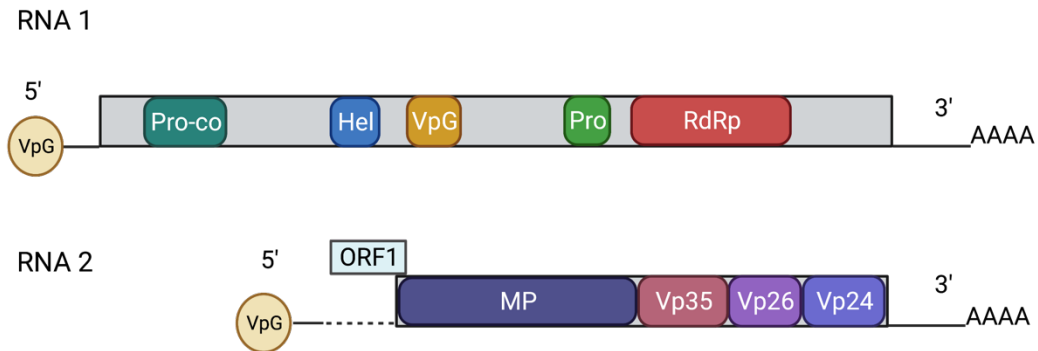 RNA 1
5'
VpG
Pro-co
Hel
VpG
Pro
RdRp
3'
AAAA
RNA 2
5'
VpG
ORF1
MP
Vp35
Vp26
Vp24
3'
AAAA